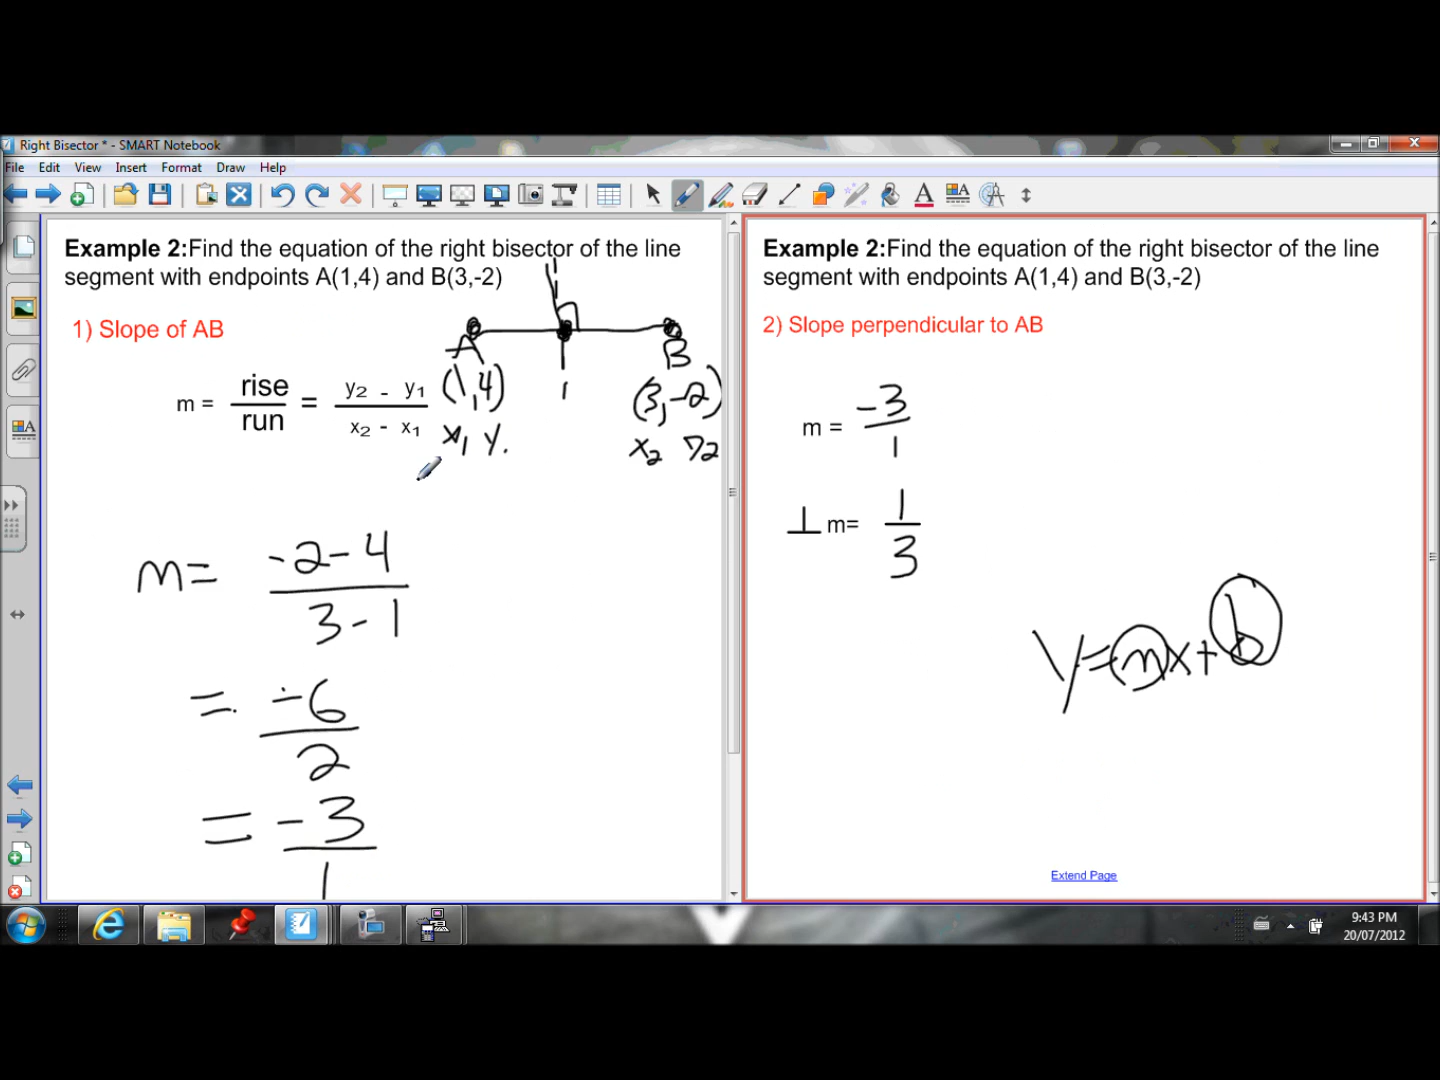 Right Bisector * - SMART Notebook
File Edit View Insert Format Draw Help
Example 2:Find the equation of the right bisector of the line
segment with endpoints A(1,4) and B(3,-2)
1) Slope of AB
A B
m = rise/run = y₂ - y₁/x₂ - x₁
(1,4) (3,-2)
x₁ y₁ x₂ y₂
m= -2-4/3-1
= -6/2
= -3/1
Example 2:Find the equation of the right bisector of the line
segment with endpoints A(1,4) and B(3,-2)
2) Slope perpendicular to AB
m = -3/1
⊥ m= 1/3
y=mx+b
Extend Page
9:43 PM
20/07/2012